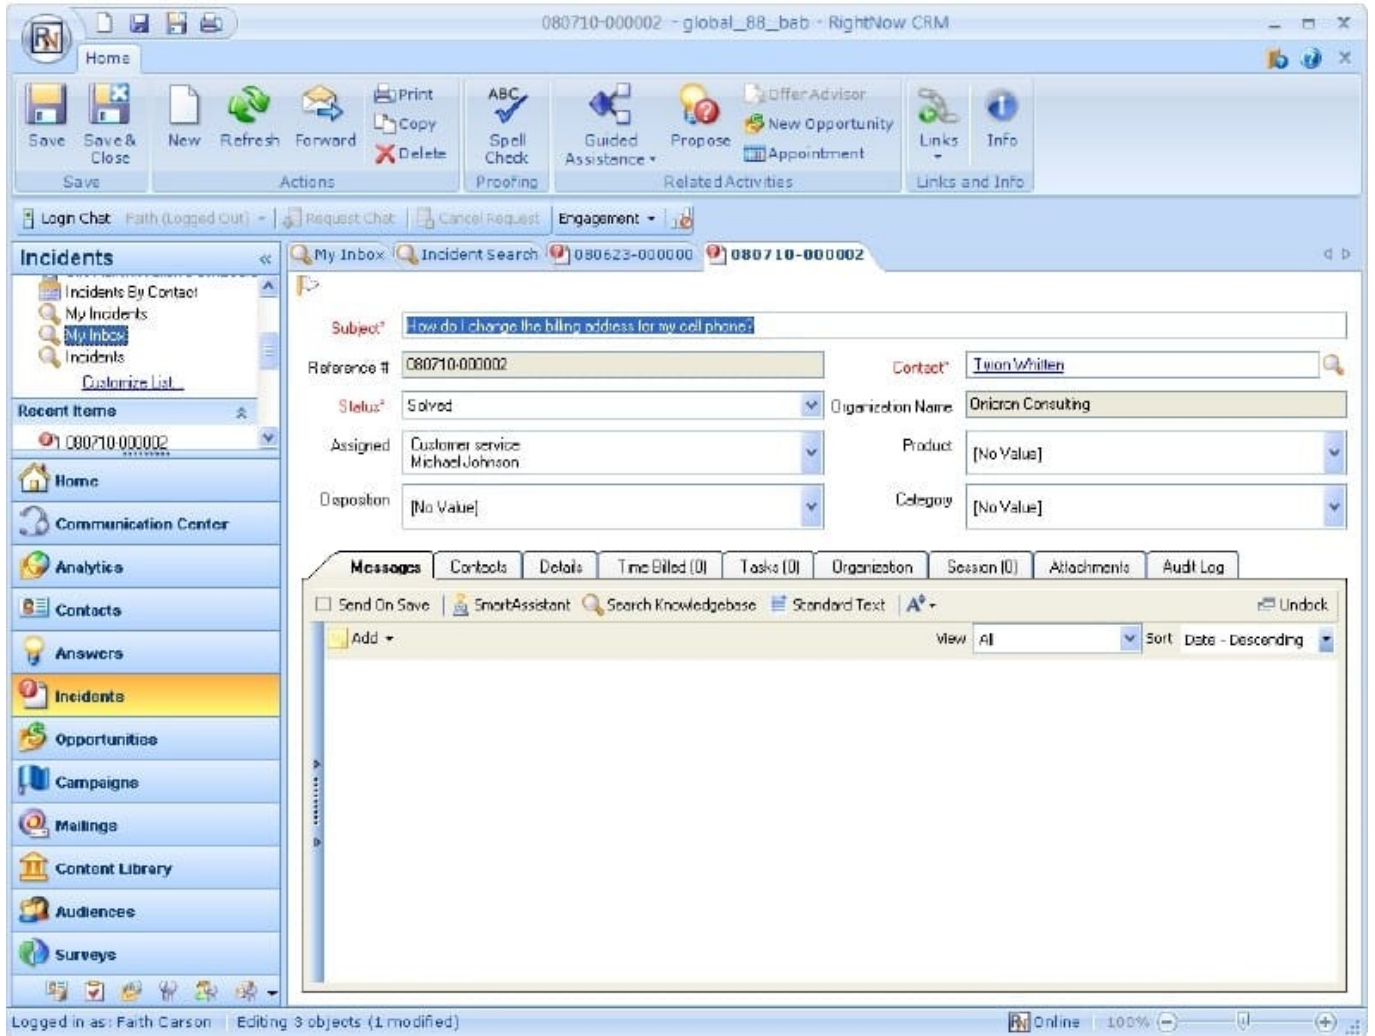 080710-000002 - global_88_bab - RightNow CRM
Home
Save
Save & Close
New
Refresh
Forward
Print
Copy
Delete
ABC
Spell Check
Guided Assistance
Propose
Offer Advisor
New Opportunity
Appointment
Links
Info
Save
Actions
Proofing
Related Activities
Links and Info
Login Chat
Faith (Logged Out)
Request Chat
Cancel Request
Engagement
Incidents
«
My Inbox
Incident Search
080623-000000
080710-000002
Incidents By Contact
My Incidents
My Inbox
Incidents
Customize List...
Recent Items
080710-000002
Home
Communication Center
Analytics
Contacts
Answers
Incidents
Opportunities
Campaigns
Mailings
Content Library
Audiences
Surveys
Subject*
How do I change the billing address for my cell phone?
Reference #
080710-000002
Contact*
Status*
Solved
Organization Name
Omicron Consulting
Assigned
Customer service
Michael Johnson
Product
[No Value]
Disposition
[No Value]
Category
[No Value]
Messages
Contacts
Details
Time Billed (0)
Tasks (0)
Organization
Session (0)
Attachments
Audit Log
Send On Save
SmartAssistant
Search Knowledgebase
Standard Text
Undock
Add
View
All
Sort
Date - Descending
Logged in as: Faith Carson
Editing 3 objects (1 modified)
Online
100%